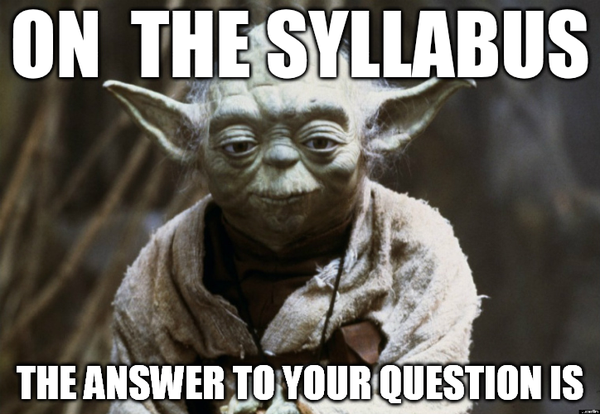 ON THE SYLLABUS
THE ANSWER TO YOUR QUESTION IS